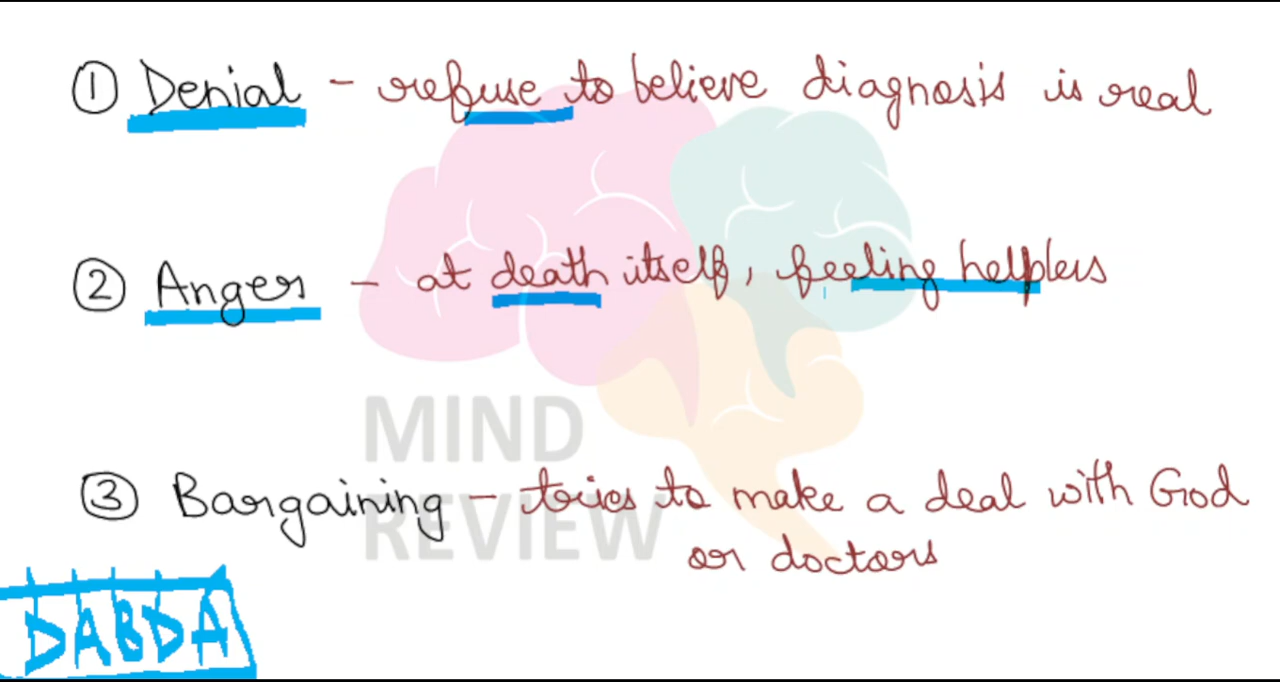 ① Denial - refuse to believe diagnosis is real
② Anger - at death itself, feeling helpless
MIND
③ Bargaining - tries to make a deal with God
REVIEW
or doctors
DABDA